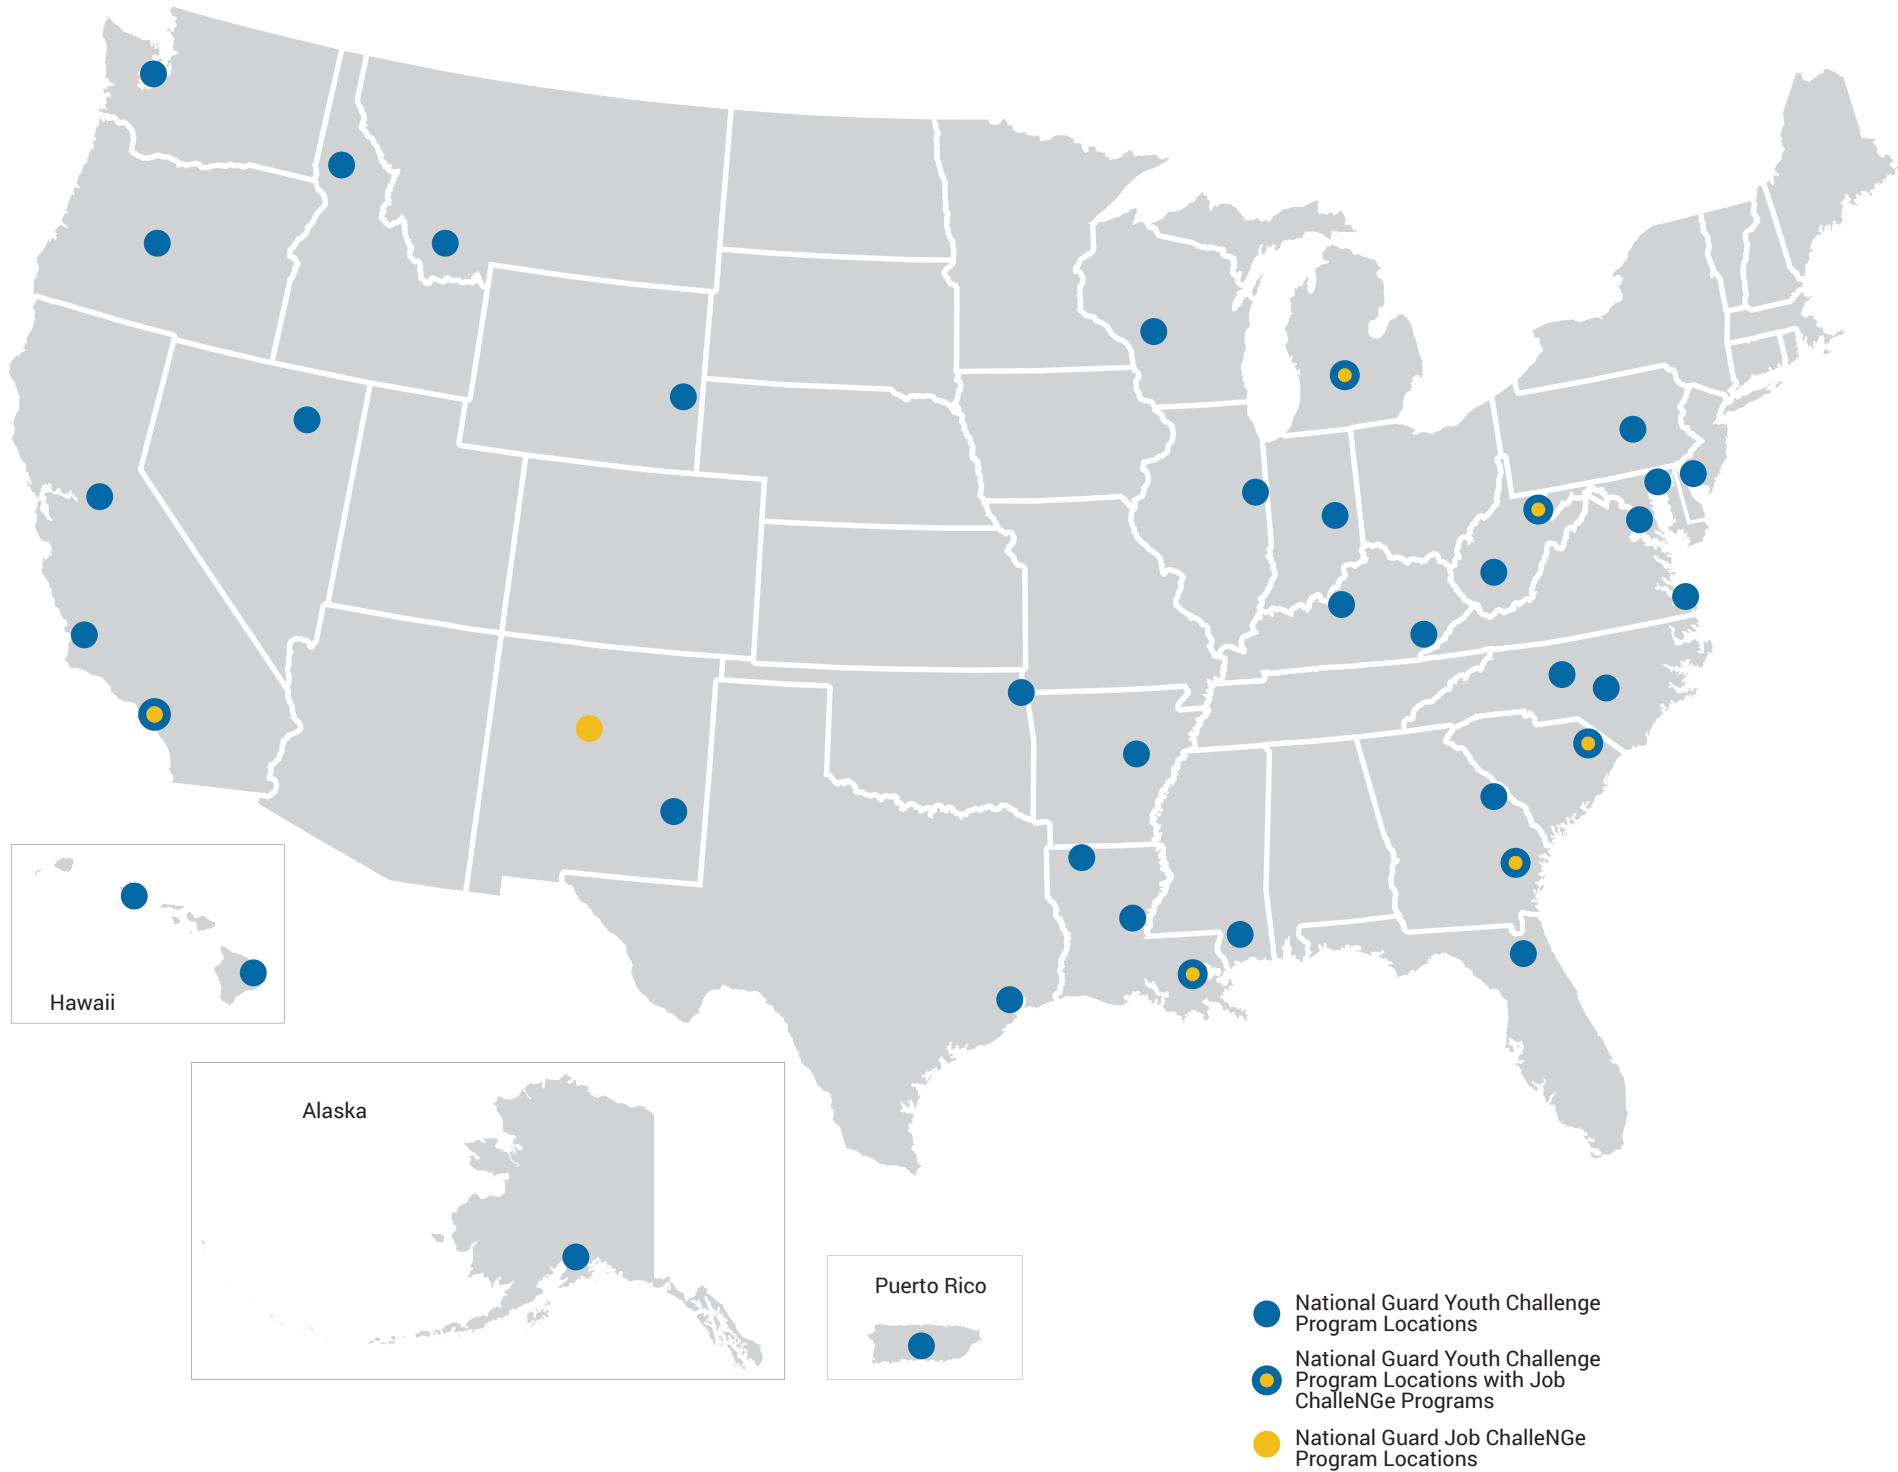 Hawaii
Alaska
Puerto Rico
National Guard Youth Challenge
Program Locations
National Guard Youth Challenge
Program Locations with Job
ChalleNGe Programs
National Guard Job ChalleNGe
Program Locations